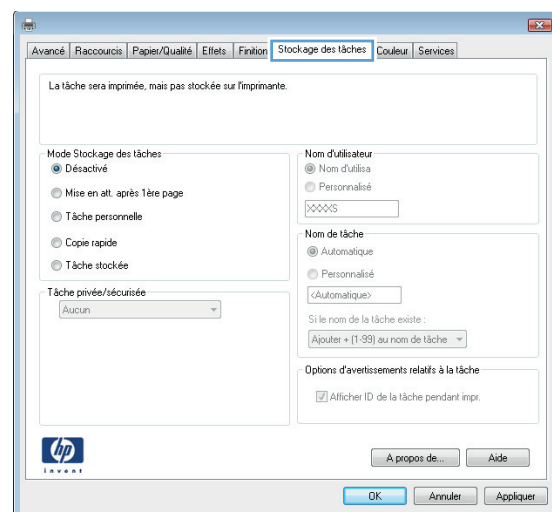 Avancé Raccourcis Papier/Qualité Effets Finition Stockage des tâches Couleur Services
La tâche sera imprimée, mais pas stockée sur l'imprimante.
Mode Stockage des tâches
Désactivé
Mise en att. après 1ère page
Tâche personnelle
Copie rapide
Tâche stockée
Tâche privée/sécurisée
Aucun
Nom d'utilisateur
Nom d'utilisa
Personnalisé
XXXXS
Nom de tâche
Automatique
Personnalisé
<Automatique>
Si le nom de la tâche existe :
Ajouter + (1-99) au nom de tâche
Options d'avertissements relatifs à la tâche
Afficher ID de la tâche pendant impr.
hp
invent
A propos de... Aide
OK Annuler Appliquer